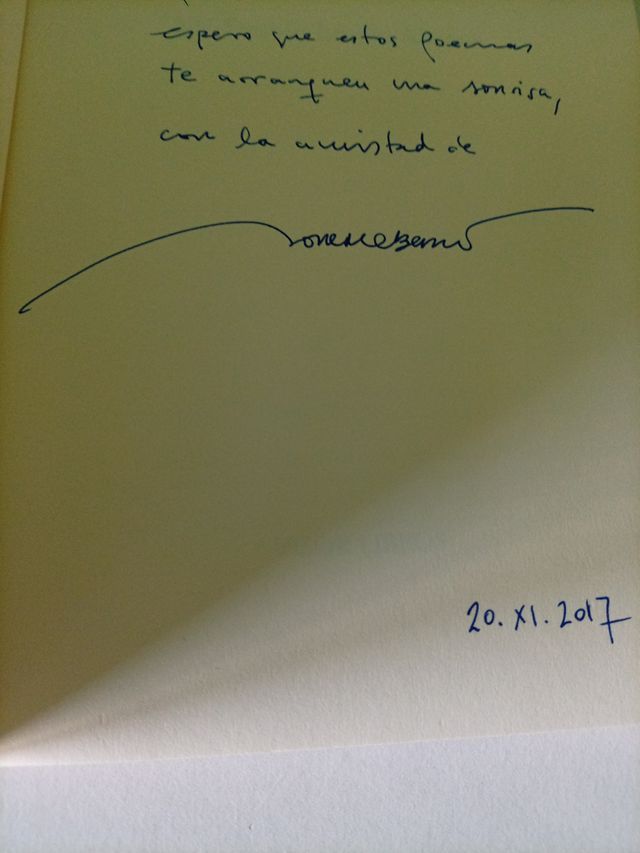 espero que estos poemas
te arranquen una sonrisa,
con la amistad de
20.XI.2017